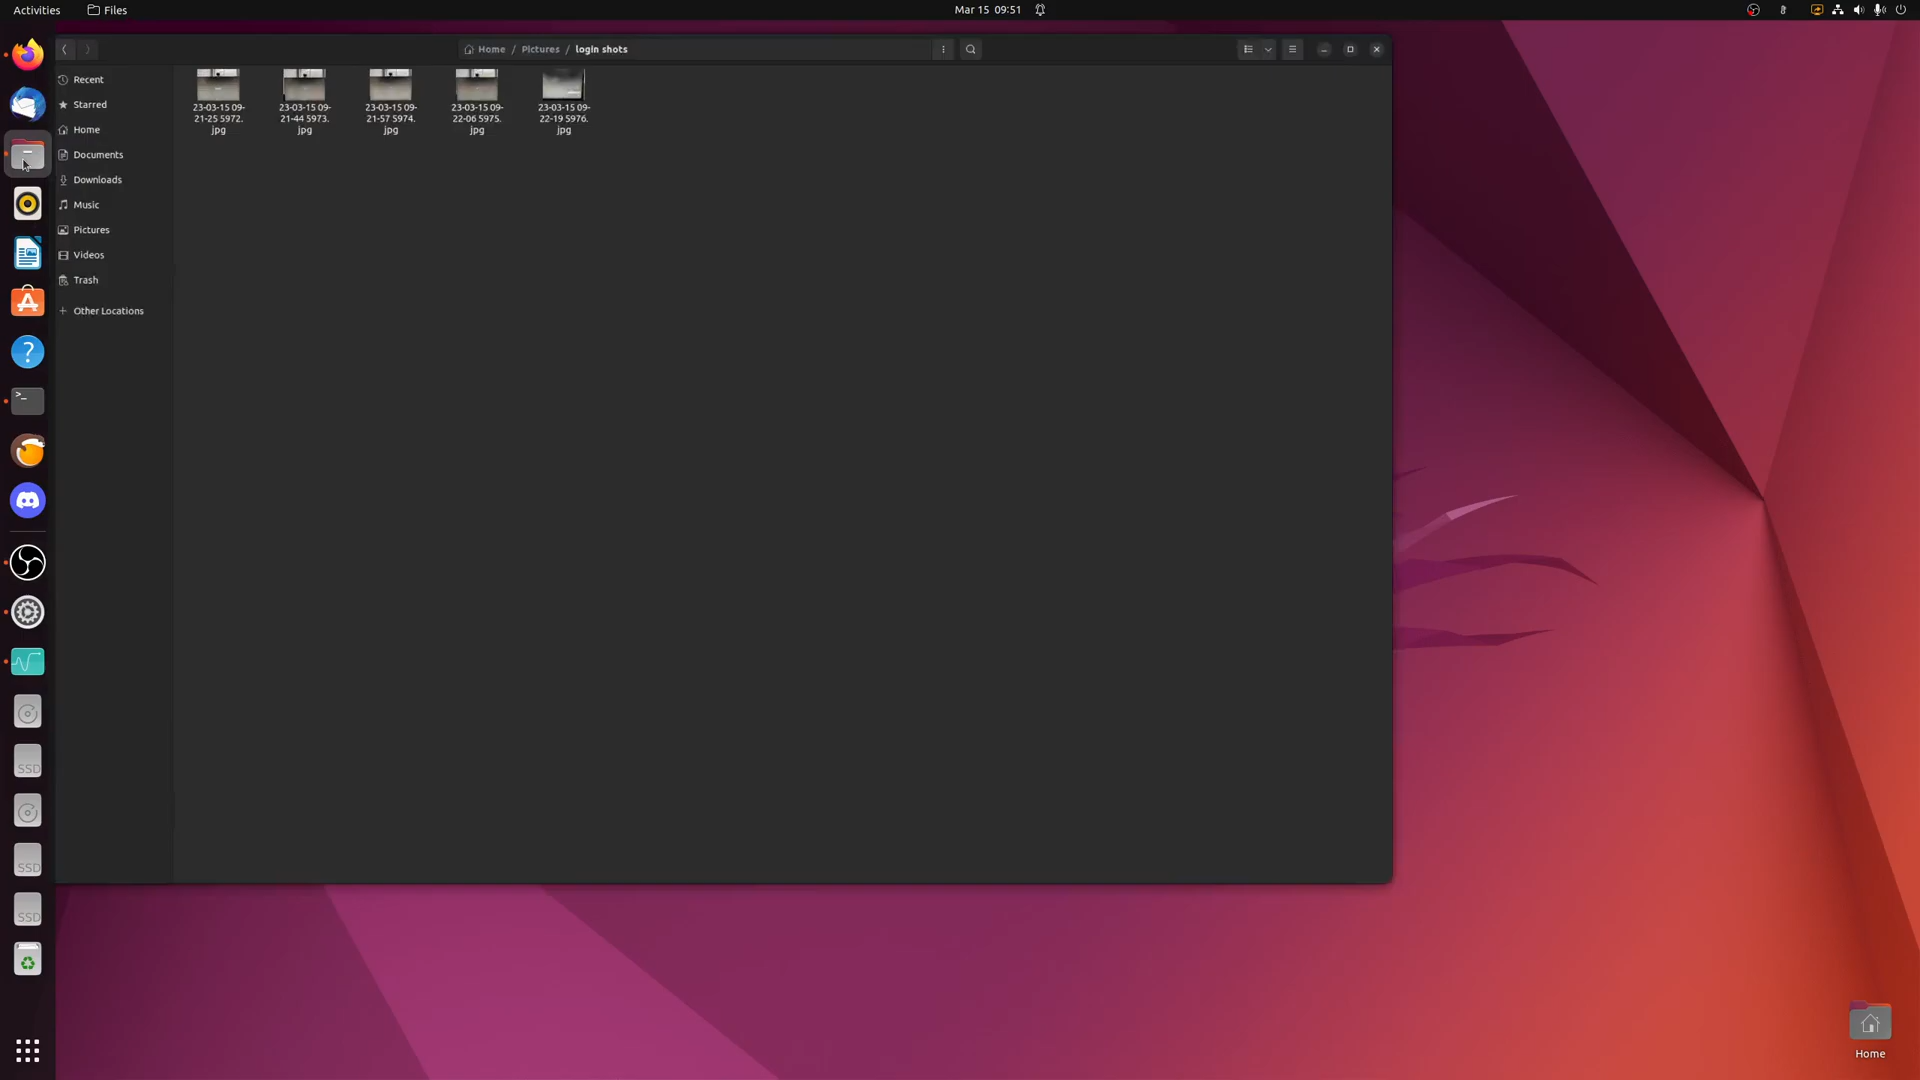 Activities Files Mar 15 09:51
Home / Pictures / login shots
Recent
Starred
Home
Documents
Downloads
Music
Pictures
Videos
Trash
Other Locations
23-03-15 09-
21-25 5972.
jpg
23-03-15 09-
21-44 5973.
jpg
23-03-15 09-
21-57 5974.
jpg
23-03-15 09-
22-06 5975.
jpg
23-03-15 09-
22-19 5976.
jpg
>_
?
SSD
SSD
SSD
Home